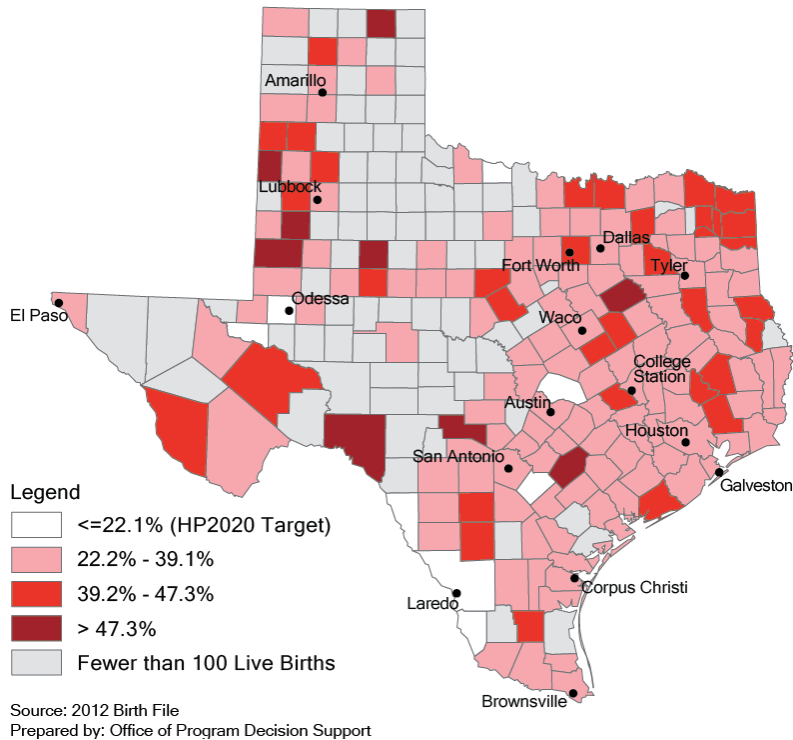 Amarillo
Lubbock
Dallas
Fort Worth
Tyler
Odessa
El Paso
Waco
College
Station
Austin
Houston
San Antonio
Galveston
Legend
<=22.1% (HP2020 Target)
22.2% - 39.1%
39.2% - 47.3%
> 47.3%
Fewer than 100 Live Births
Corpus Christi
Laredo
Brownsville
Source: 2012 Birth File
Prepared by: Office of Program Decision Support